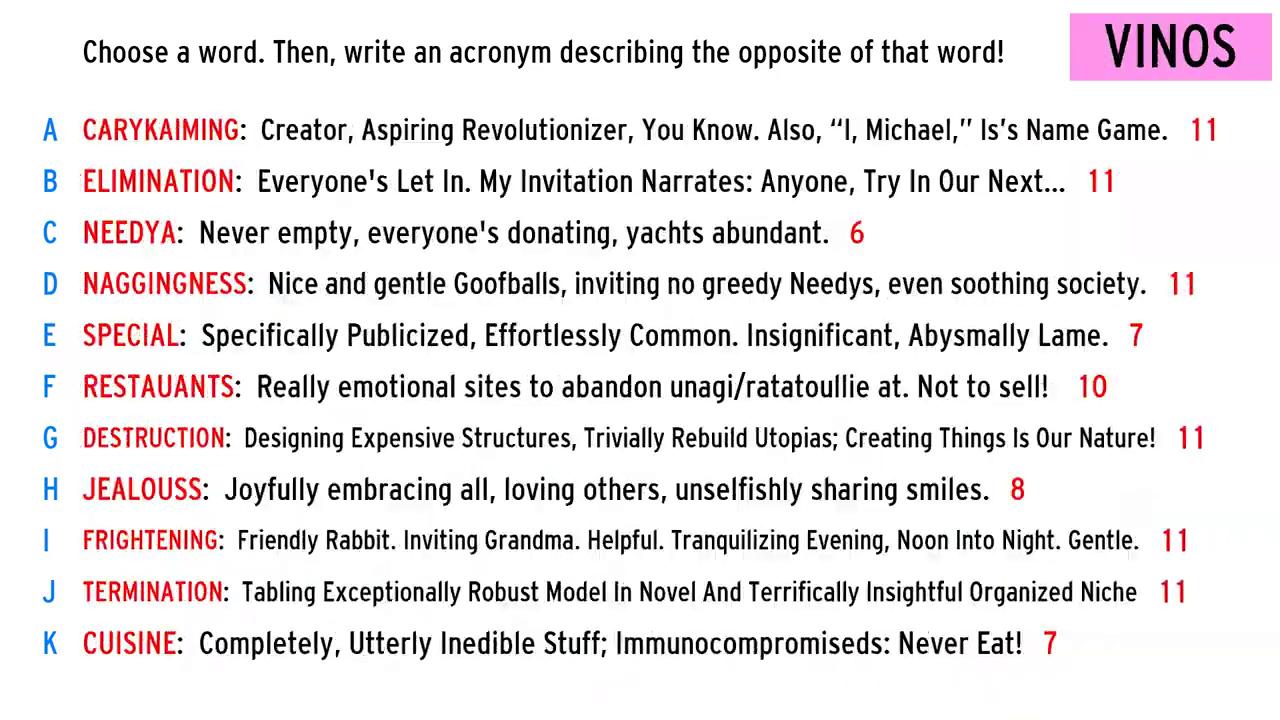 Choose a word. Then, write an acronym describing the opposite of that word!
VINOS
A CARYKAIMING: Creator, Aspiring Revolutionizer, You Know. Also, “I, Michael,” Is’s Name Game. 11
B ELIMINATION: Everyone's Let In. My Invitation Narrates: Anyone, Try In Our Next... 11
C NEEDYA: Never empty, everyone's donating, yachts abundant. 6
D NAGGINGNESS: Nice and gentle Goofballs, inviting no greedy Needys, even soothing society. 11
E SPECIAL: Specifically Publicized, Effortlessly Common. Insignificant, Abysmally Lame. 7
F RESTAUANTS: Really emotional sites to abandon unagi/ratatoullie at. Not to sell! 10
G DESTRUCTION: Designing Expensive Structures, Trivially Rebuild Utopias; Creating Things Is Our Nature! 11
H JEALOUSS: Joyfully embracing all, loving others, unselfishly sharing smiles. 8
I FRIGHTENING: Friendly Rabbit. Inviting Grandma. Helpful. Tranquilizing Evening, Noon Into Night. Gentle. 11
J TERMINATION: Tabling Exceptionally Robust Model In Novel And Terrifically Insightful Organized Niche 11
K CUISINE: Completely, Utterly Inedible Stuff; Immunocompromiseds: Never Eat! 7